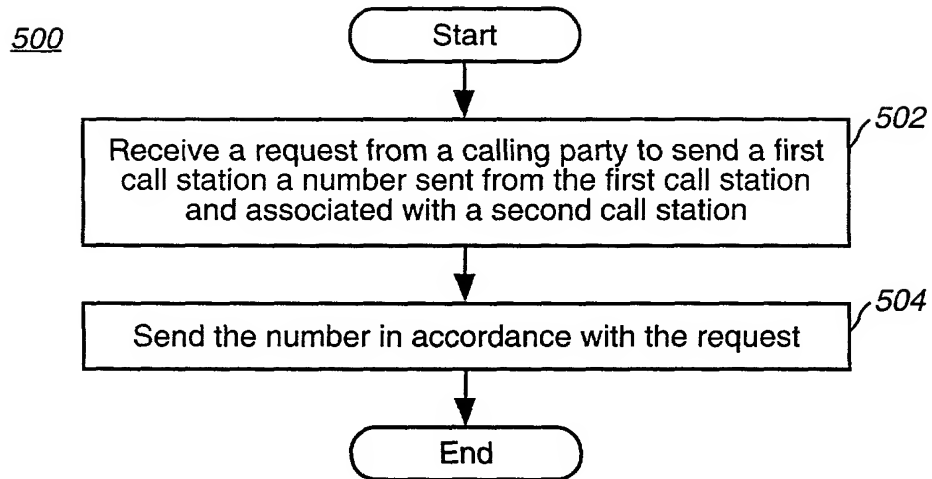 500
Start
502
Receive a request from a calling party to send a first
call station a number sent from the first call station
and associated with a second call station
504
Send the number in accordance with the request
End